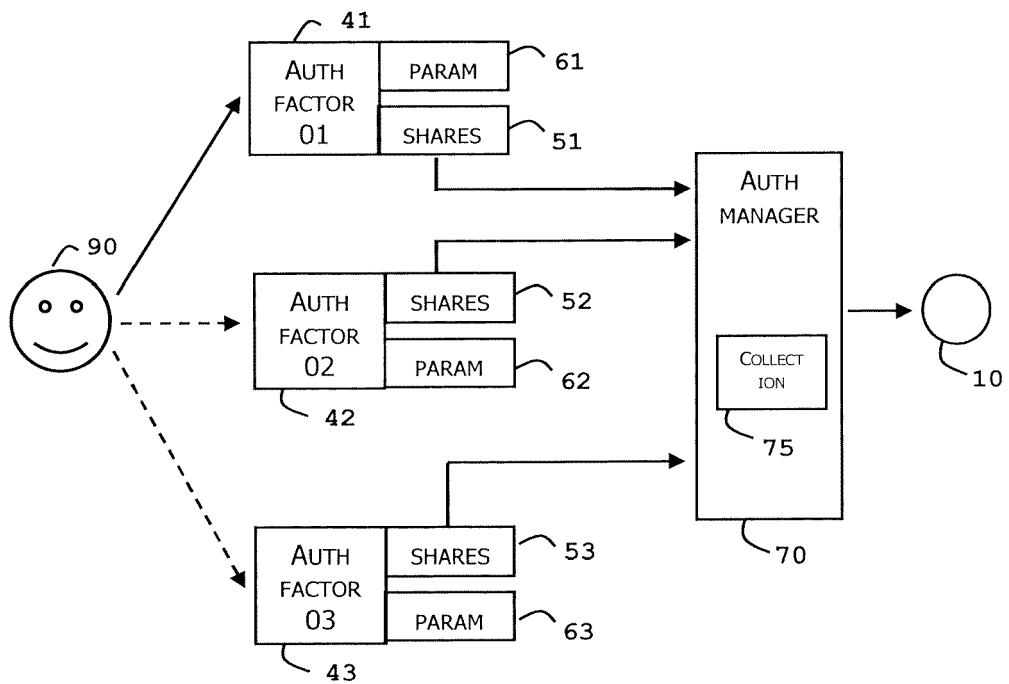 41
AUTH
FACTOR
01
PARAM
61
SHARES
51
AUTH
MANAGER
90
AUTH
FACTOR
02
SHARES
52
PARAM
62
42
COLLECT
ION
75
10
AUTH
FACTOR
03
SHARES
53
PARAM
63
43
70